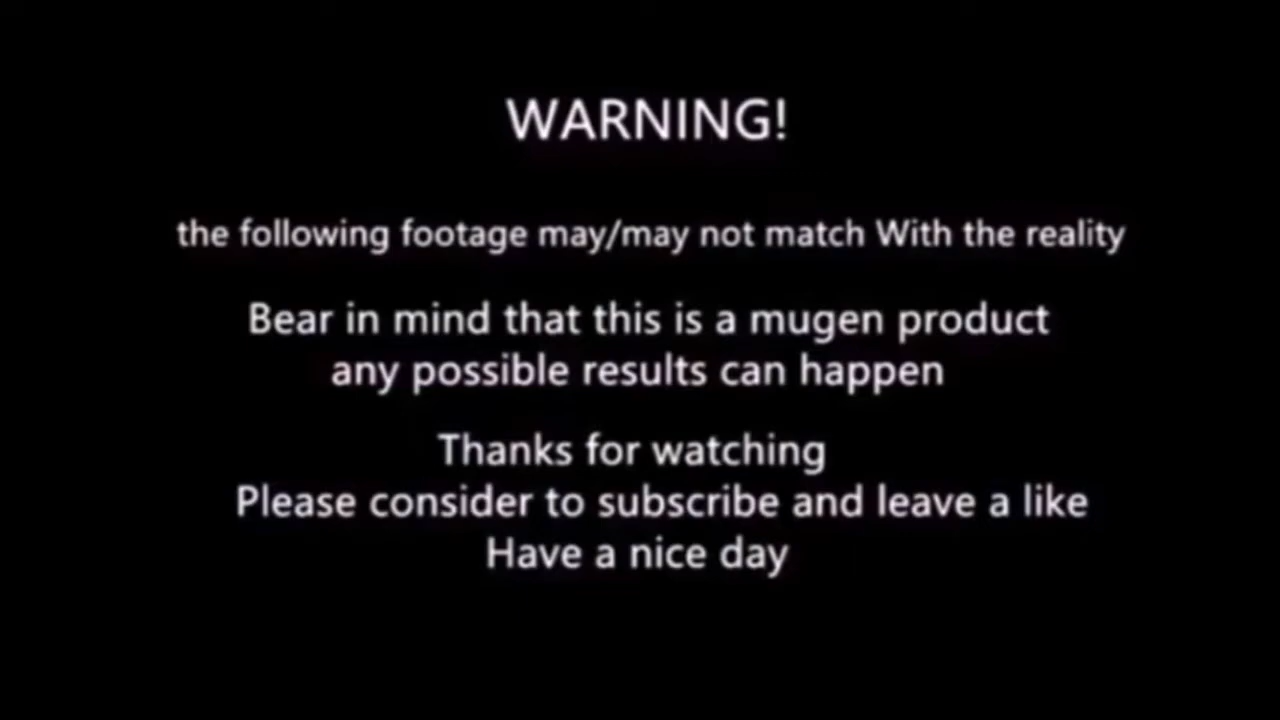 WARNING!
the following footage may/may not match With the reality
Bear in mind that this is a mugen product
any possible results can happen
Thanks for watching
Please consider to subscribe and leave a like
Have a nice day